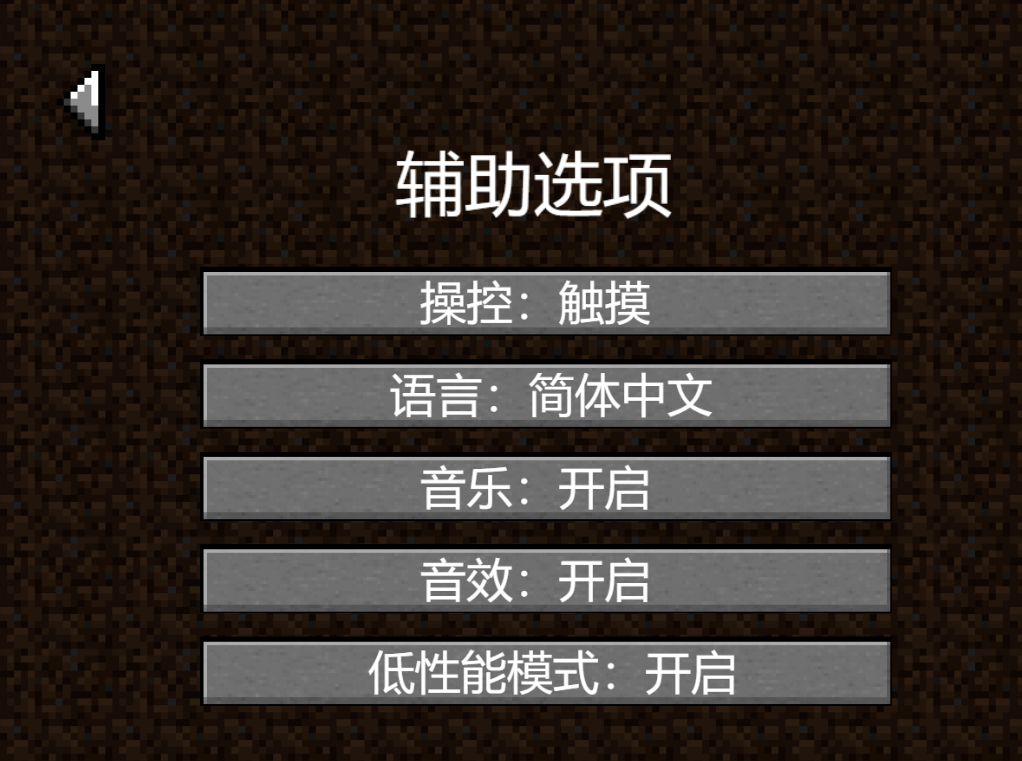 辅助选项
操控：触摸
语言：简体中文
音乐：开启
音效：开启
低性能模式：开启